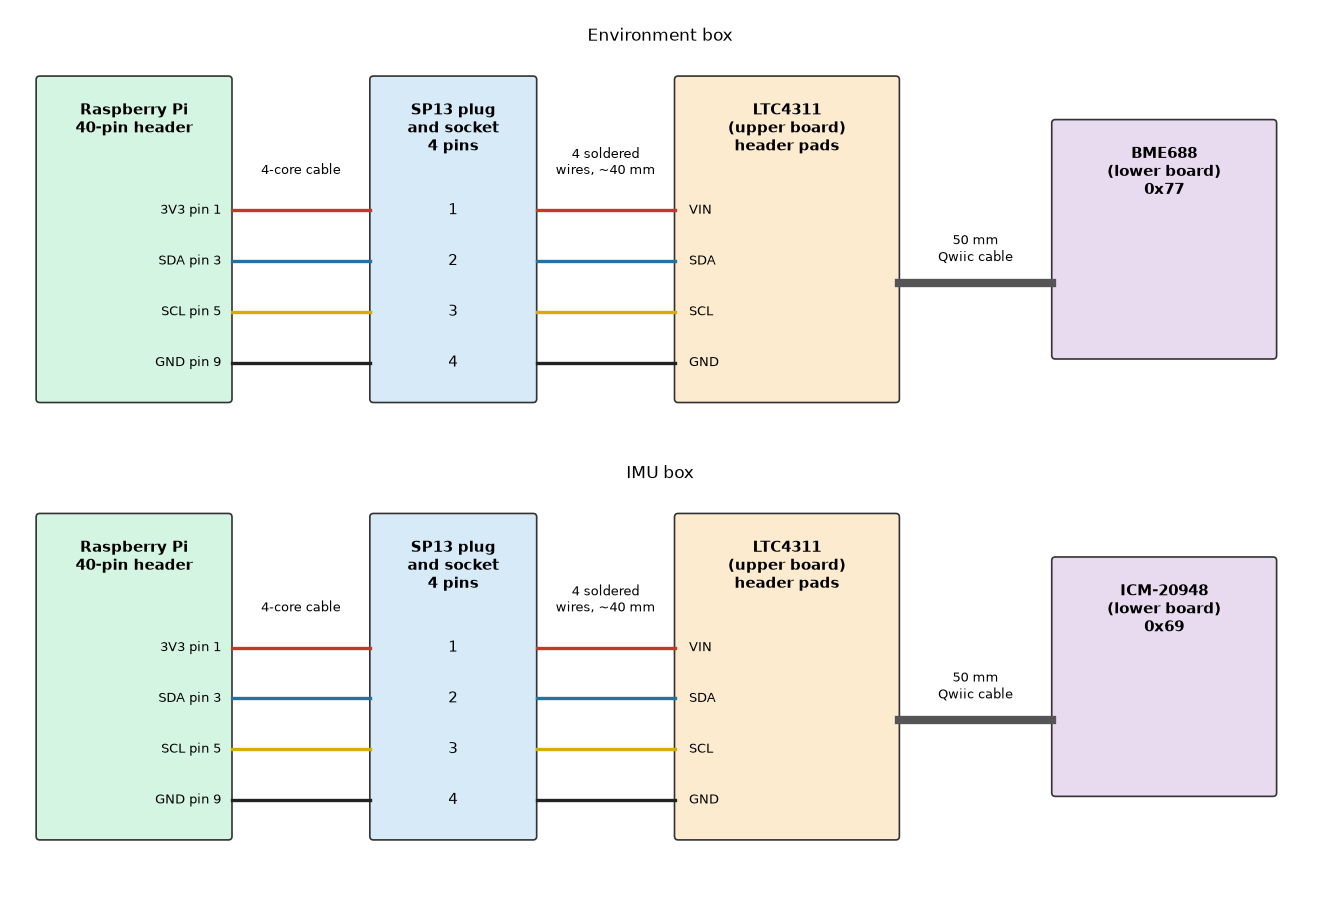 Environment box
Raspberry Pi
40-pin header
SP13 plug
and socket
4 pins
LTC4311
(upper board)
header pads
BME688
(lower board)
0x77
4-core cable
4 soldered
wires, ~40 mm
50 mm
Qwiic cable
3V3 pin 1
1
VIN
SDA pin 3
2
SDA
SCL pin 5
3
SCL
GND pin 9
4
GND
IMU box
Raspberry Pi
40-pin header
SP13 plug
and socket
4 pins
LTC4311
(upper board)
header pads
ICM-20948
(lower board)
0x69
4-core cable
4 soldered
wires, ~40 mm
50 mm
Qwiic cable
3V3 pin 1
1
VIN
SDA pin 3
2
SDA
SCL pin 5
3
SCL
GND pin 9
4
GND